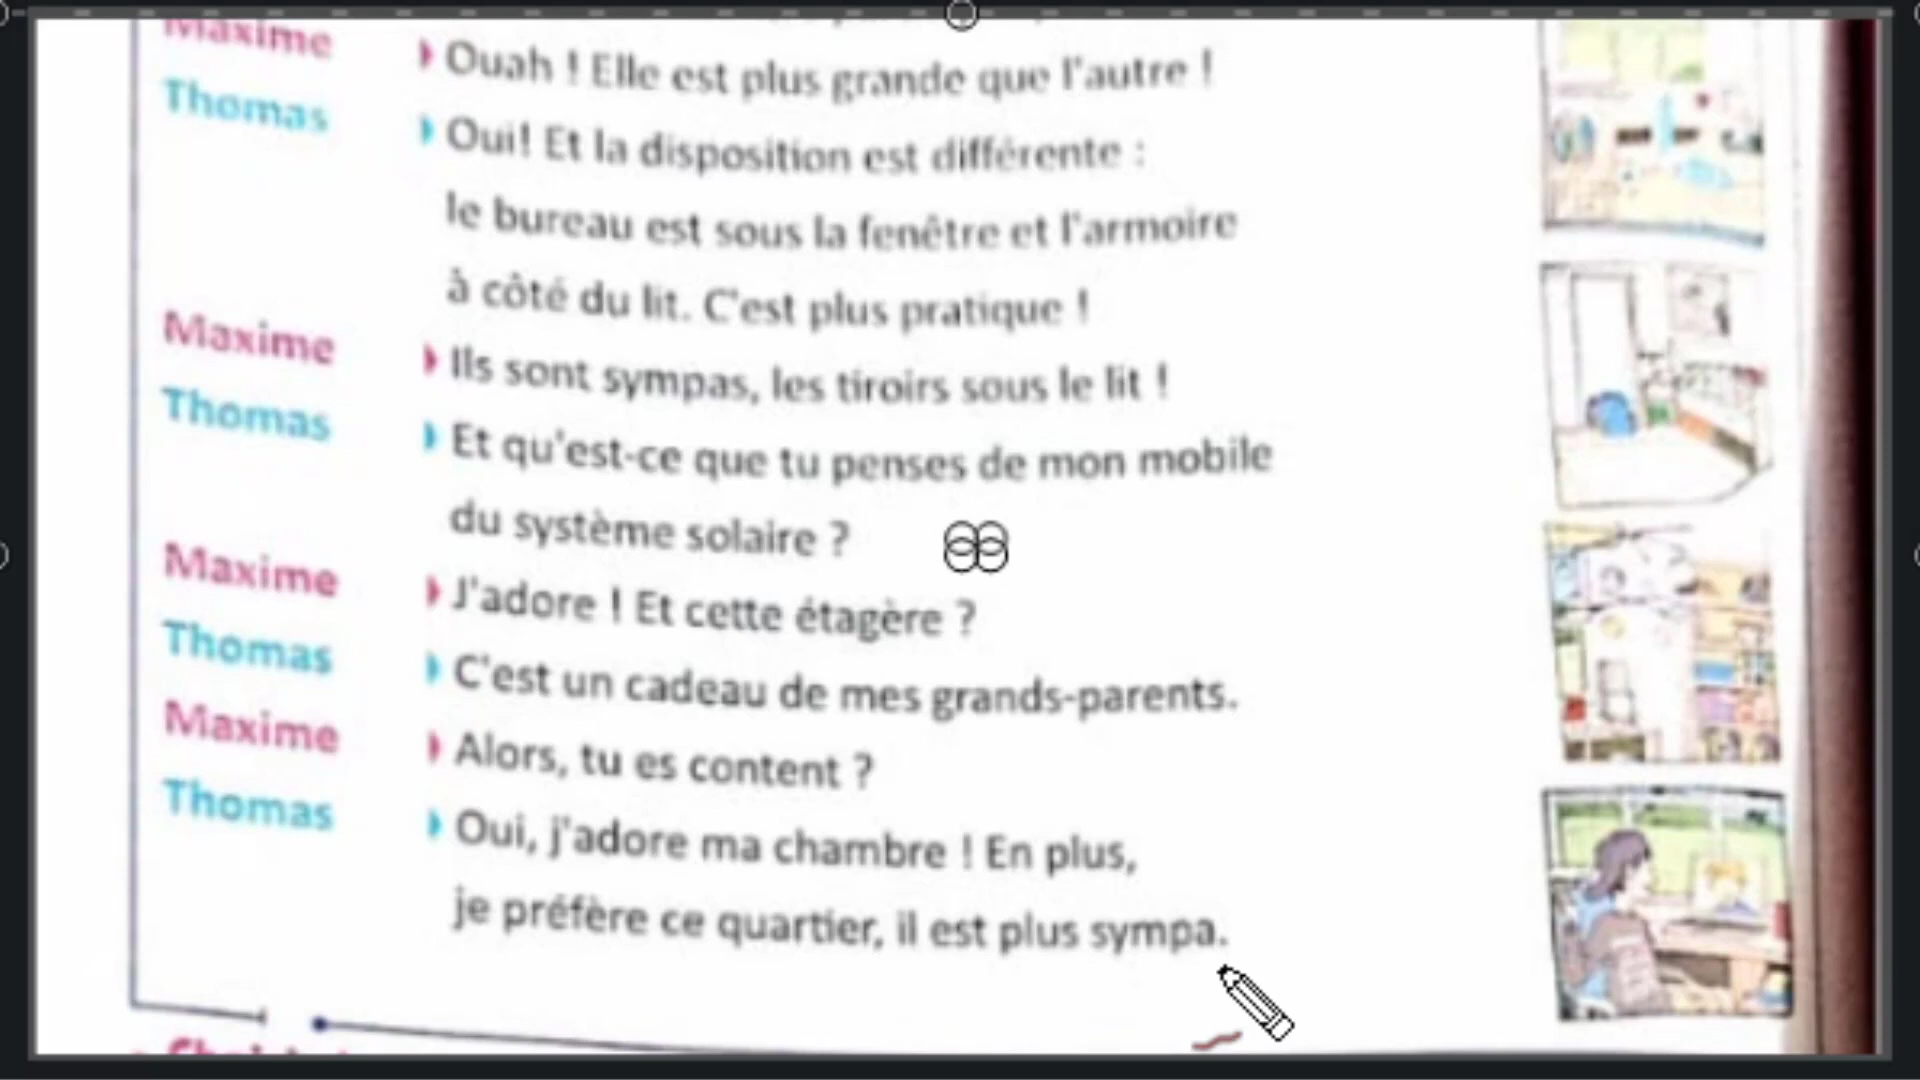 Maxime Ouah ! Elle est plus grande que l'autre !
Thomas Oui! Et la disposition est différente :
le bureau est sous la fenêtre et l'armoire
à côté du lit. C'est plus pratique !
Maxime Ils sont sympas, les tiroirs sous le lit !
Thomas Et qu'est-ce que tu penses de mon mobile
du système solaire ?
Maxime J'adore ! Et cette étagère ?
Thomas C'est un cadeau de mes grands-parents.
Maxime Alors, tu es content ?
Thomas Oui, j'adore ma chambre ! En plus,
je préfère ce quartier, il est plus sympa.